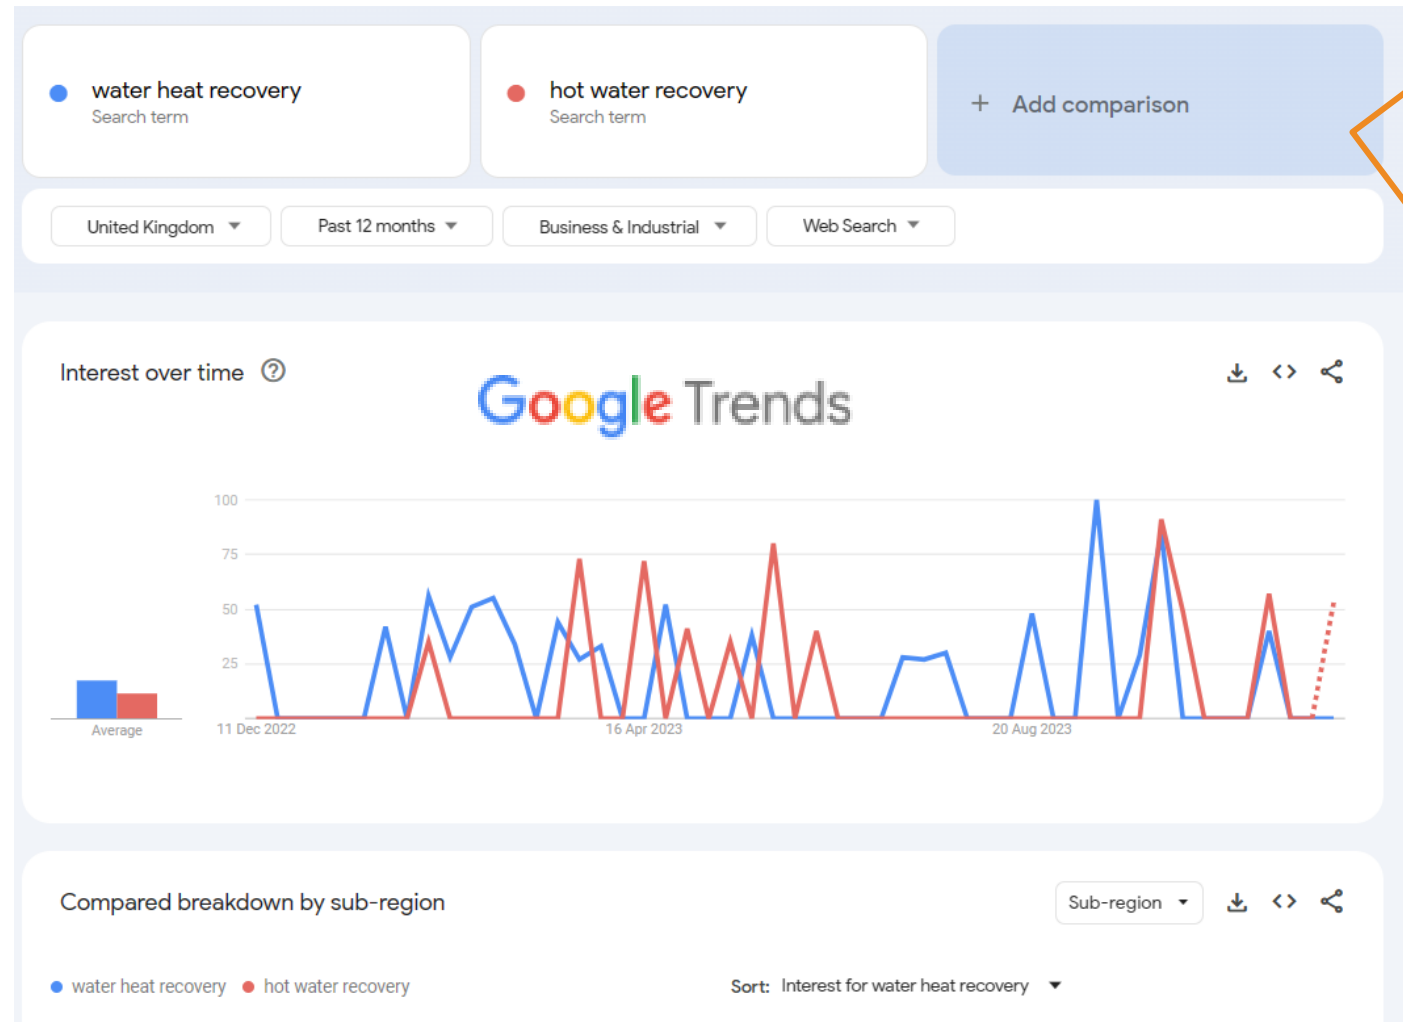 water heat recovery
Search term
hot water recovery
Search term
+ Add comparison
United Kingdom
Past 12 months
Business & Industrial
Web Search
Interest over time ?
Google Trends
100
75
50
25
Average
11 Dec 2022
16 Apr 2023
20 Aug 2023
Compared breakdown by sub-region
Sub-region
water heat recovery
hot water recovery
Sort: Interest for water heat recovery